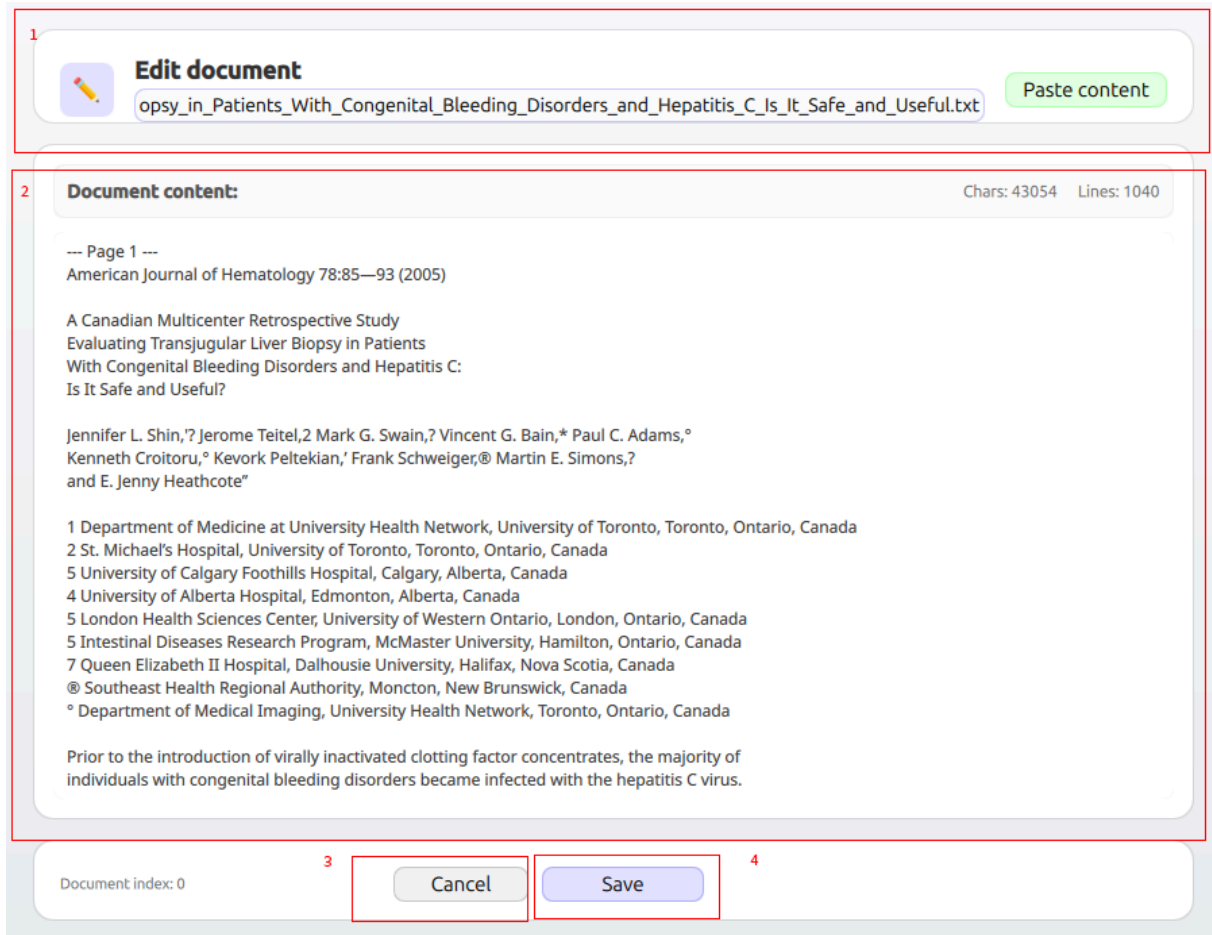 1
Edit document
opsy_in_Patients_With_Congenital_Bleeding_Disorders_and_Hepatitis_C_Is_It_Safe_and_Useful.txt
Paste content
2
Document content:
Chars: 43054 Lines: 1040
--- Page 1 ---
American Journal of Hematology 78:85—93 (2005)
A Canadian Multicenter Retrospective Study
Evaluating Transjugular Liver Biopsy in Patients
With Congenital Bleeding Disorders and Hepatitis C:
Is It Safe and Useful?
Jennifer L. Shin,'? Jerome Teitel,2 Mark G. Swain,? Vincent G. Bain,* Paul C. Adams,°
Kenneth Croitoru,° Kevork Peltekian,’ Frank Schweiger,® Martin E. Simons,?
and E. Jenny Heathcote”
1 Department of Medicine at University Health Network, University of Toronto, Toronto, Ontario, Canada
2 St. Michael’s Hospital, University of Toronto, Toronto, Ontario, Canada
5 University of Calgary Foothills Hospital, Calgary, Alberta, Canada
4 University of Alberta Hospital, Edmonton, Alberta, Canada
5 London Health Sciences Center, University of Western Ontario, London, Ontario, Canada
5 Intestinal Diseases Research Program, McMaster University, Hamilton, Ontario, Canada
7 Queen Elizabeth II Hospital, Dalhousie University, Halifax, Nova Scotia, Canada
® Southeast Health Regional Authority, Moncton, New Brunswick, Canada
° Department of Medical Imaging, University Health Network, Toronto, Ontario, Canada
Prior to the introduction of virally inactivated clotting factor concentrates, the majority of
individuals with congenital bleeding disorders became infected with the hepatitis C virus.
3
4
Document index: 0
Cancel
Save